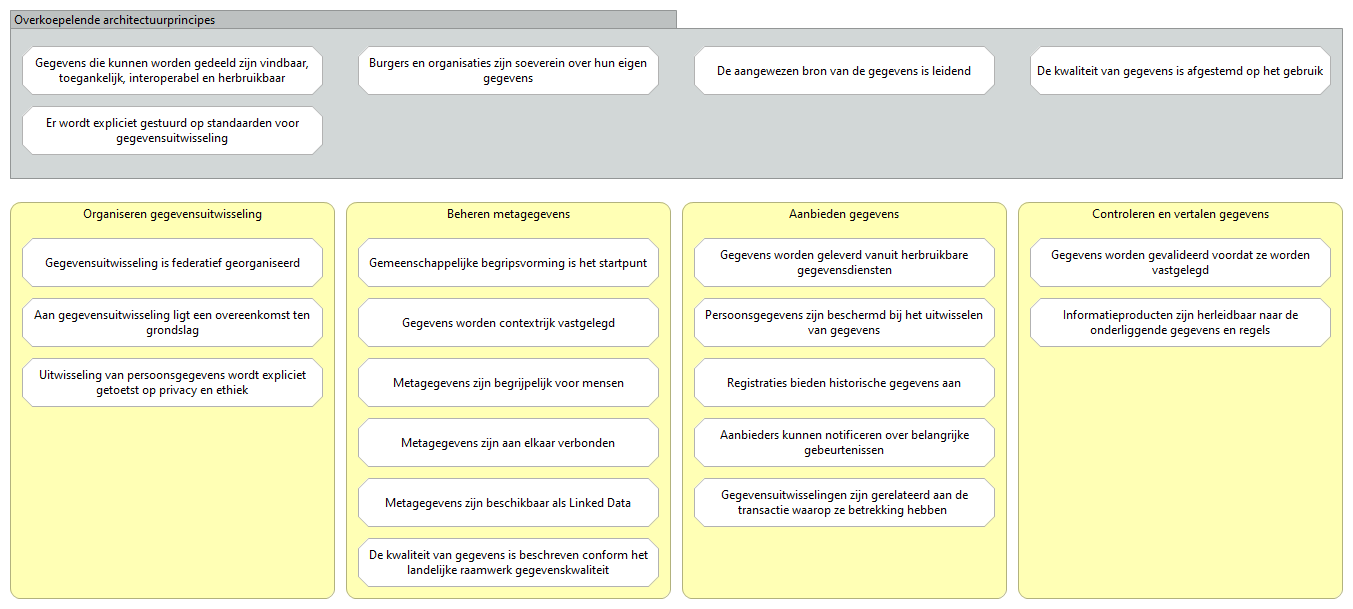 Overkoepelende architectuurprincipes
Gegevens die kunnen worden gedeeld zijn vindbaar,
toegankelijk, interoperabel en herbruikbaar
Burgers en organisaties zijn soeverein over hun eigen
gegevens
De aangewezen bron van de gegevens is leidend
De kwaliteit van gegevens is afgestemd op het gebruik
Er wordt expliciet gestuurd op standaarden voor
gegevensuitwisseling
Organiseren gegevensuitwisseling
Gegevensuitwisseling is federatief georganiseerd
Aan gegevensuitwisseling ligt een overeenkomst ten
grondslag
Uitwisseling van persoonsgegevens wordt expliciet
getoetst op privacy en ethiek
Beheren metagegevens
Gemeenschappelijke begripsvorming is het startpunt
Gegevens worden contextrijk vastgelegd
Metagegevens zijn begrijpelijk voor mensen
Metagegevens zijn aan elkaar verbonden
Metagegevens zijn beschikbaar als Linked Data
De kwaliteit van gegevens is beschreven conform het
landelijke raamwerk gegevenskwaliteit
Aanbieden gegevens
Gegevens worden geleverd vanuit herbruikbare
gegevensdiensten
Persoonsgegevens zijn beschermd bij het uitwisselen
van gegevens
Registraties bieden historische gegevens aan
Aanbieders kunnen notificeren over belangrijke
gebeurtenissen
Gegevensuitwisselingen zijn gerelateerd aan de
transactie waarop ze betrekking hebben
Controleren en vertalen gegevens
Gegevens worden gevalideerd voordat ze worden
vastgelegd
Informatieproducten zijn herleidbaar naar de
onderliggende gegevens en regels